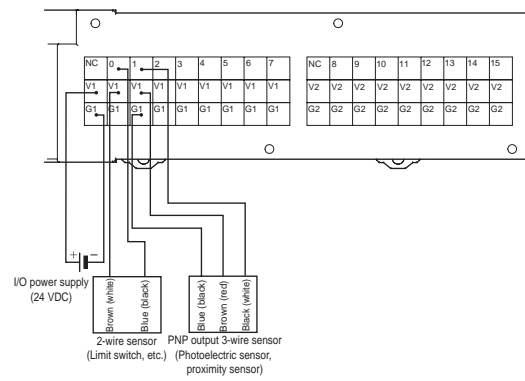 NC 0 1 2 3 4 5 6 7 NC 8 9 10 11 12 13 14 15
V1 V1 V1 V1 V1 V1 V1 V1 V1 V2 V2 V2 V2 V2 V2 V2 V2 V2
G1 G1 G1 G1 G1 G1 G1 G1 G1 G2 G2 G2 G2 G2 G2 G2 G2 G2
+ −
I/O power supply
(24 VDC)
Brown (white)
Blue (black)
Blue (black)
Brown (red)
Black (white)
2-wire sensor
(Limit switch, etc.)
PNP output 3-wire sensor
(Photoelectric sensor,
proximity sensor)